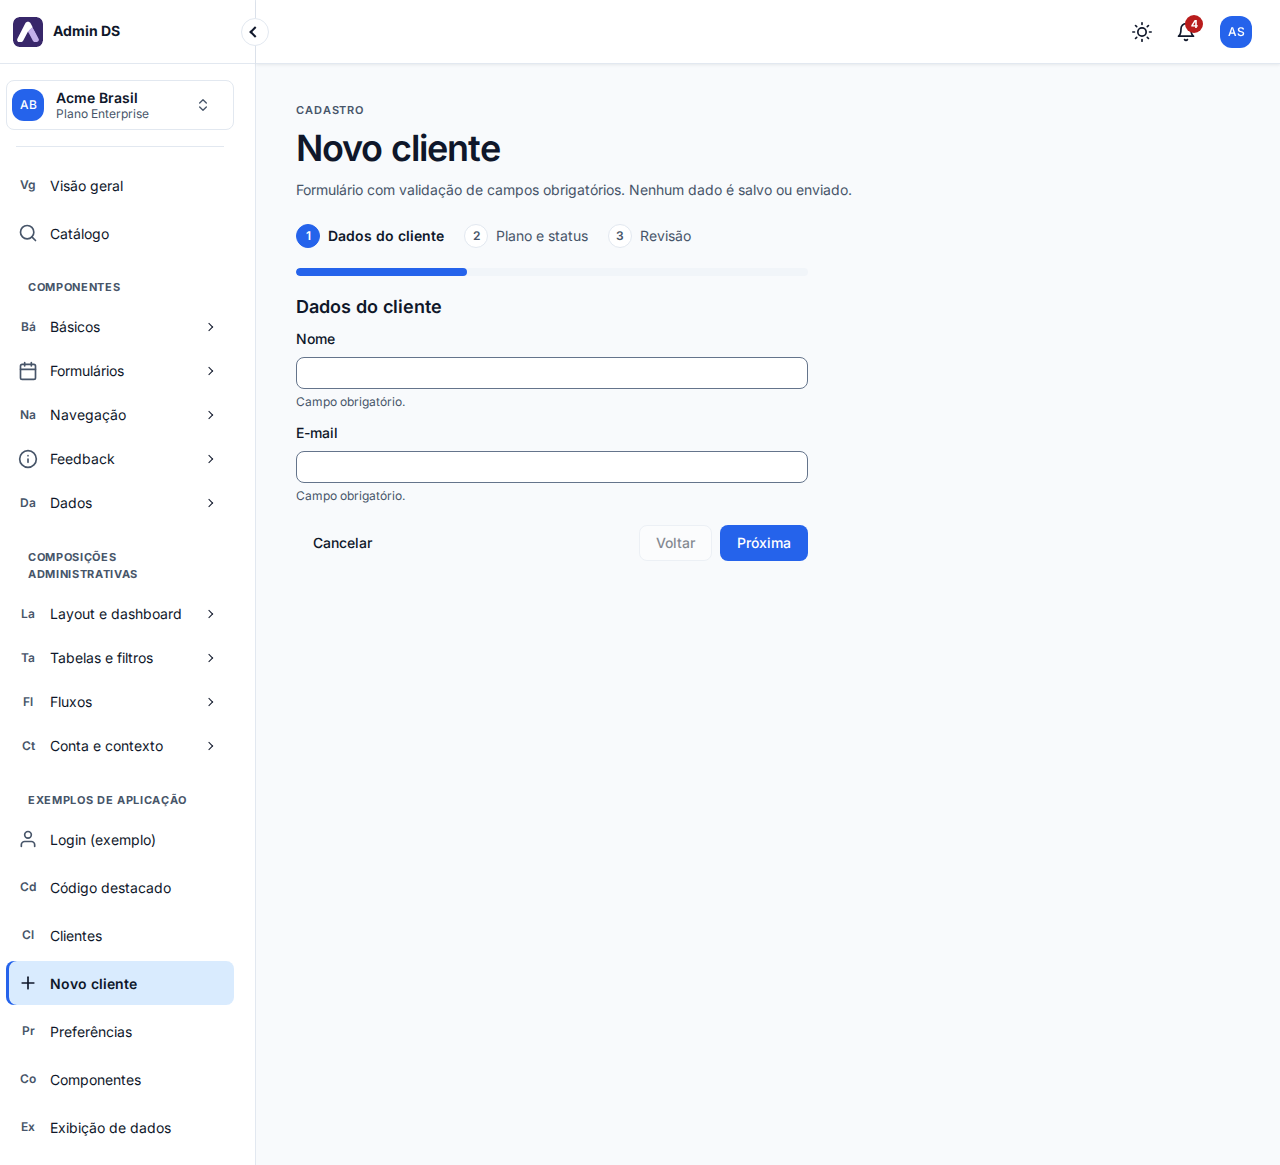 Admin DS
4
AS
AB
Acme Brasil
Plano Enterprise
Vg Visão geral
Catálogo
COMPONENTES
Bá Básicos
Formulários
Na Navegação
Feedback
Da Dados
COMPOSIÇÕES
ADMINISTRATIVAS
La Layout e dashboard
Ta Tabelas e filtros
Fl Fluxos
Ct Conta e contexto
EXEMPLOS DE APLICAÇÃO
Login (exemplo)
Cd Código destacado
Cl Clientes
Novo cliente
Pr Preferências
Co Componentes
Ex Exibição de dados
CADASTRO
Novo cliente
Formulário com validação de campos obrigatórios. Nenhum dado é salvo ou enviado.
1 Dados do cliente 2 Plano e status 3 Revisão
Dados do cliente
Nome
Campo obrigatório.
E-mail
Campo obrigatório.
Cancelar Voltar Próxima